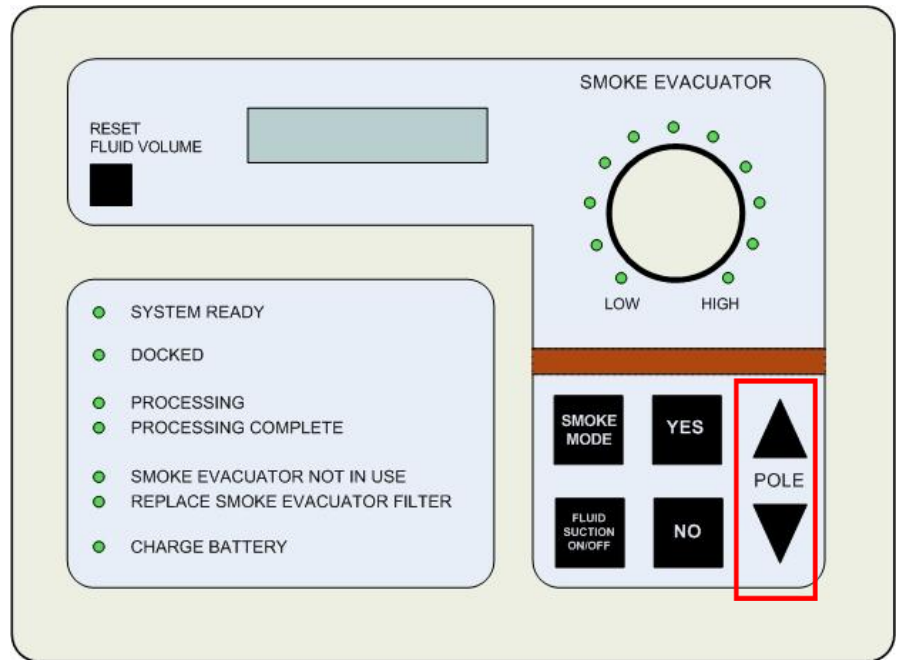 SMOKE EVACUATOR
RESET
FLUID VOLUME
LOW
HIGH
SYSTEM READY
DOCKED
PROCESSING
PROCESSING COMPLETE
SMOKE EVACUATOR NOT IN USE
REPLACE SMOKE EVACUATOR FILTER
CHARGE BATTERY
SMOKE
MODE
YES
POLE
FLUID
SUCTION
ON/OFF
NO